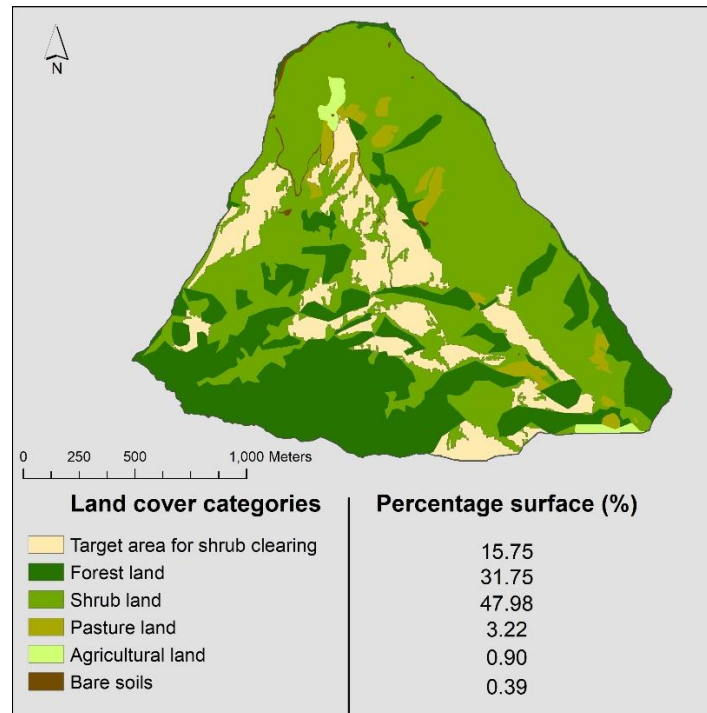 N
0 250 500 1,000 Meters
Land cover categories Percentage surface (%)
Target area for shrub clearing 15.75
Forest land 31.75
Shrub land 47.98
Pasture land 3.22
Agricultural land 0.90
Bare soils 0.39